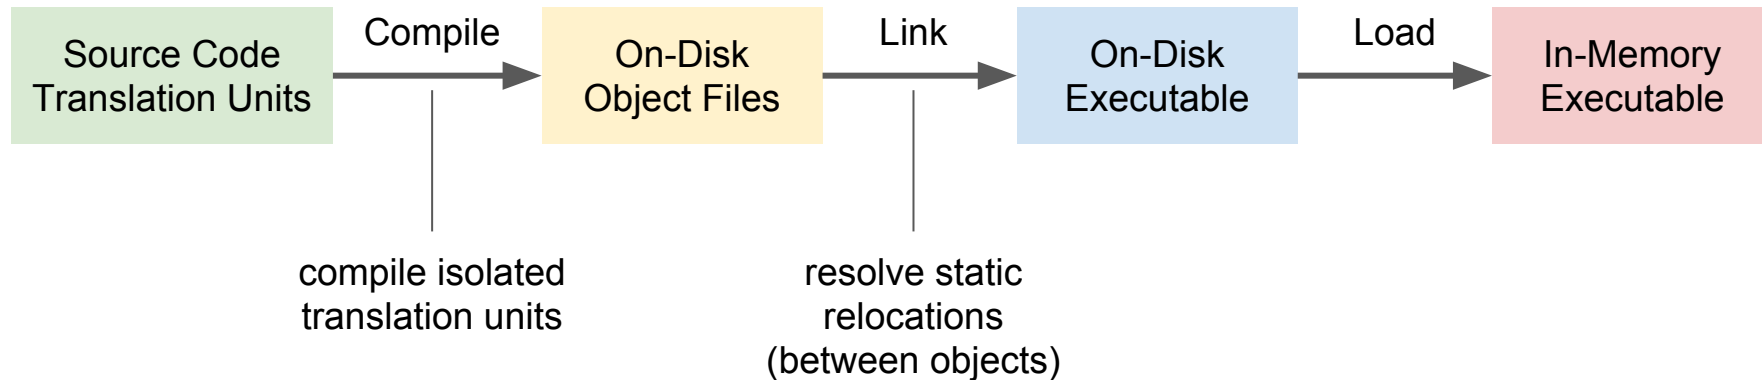 Source Code
Translation Units
Compile
On-Disk
Object Files
Link
On-Disk
Executable
Load
In-Memory
Executable
compile isolated
translation units
resolve static
relocations
(between objects)